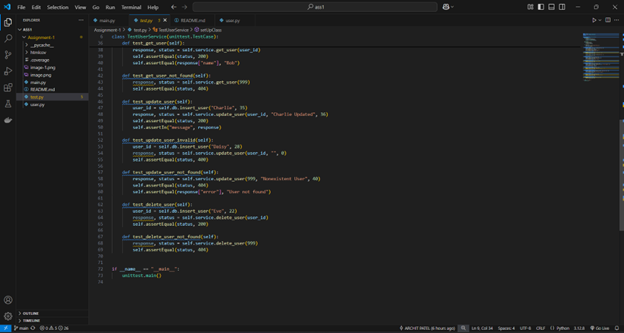 File Edit Selection View Go Run Terminal Help
ass1
EXPLORER
ASS1
Assignment-1
__pycache__
htmlcov
.coverage
image-1.png
image.png
main.py
README.md
test.py
user.py
OUTLINE
TIMELINE
main.py
test.py
README.md
user.py
Assignment-1 > test.py > TestUserService > setUpClass
class TestUserService(unittest.TestCase):
def test_get_user(self):
response, status = self.service.get_user(user_id)
self.assertEqual(status, 200)
self.assertEqual(response["name"], "Bob")
def test_get_user_not_found(self):
response, status = self.service.get_user(999)
self.assertEqual(status, 404)
def test_update_user(self):
user_id = self.db.insert_user("Charlie", 35)
response, status = self.service.update_user(user_id, "Charlie Updated", 36)
self.assertEqual(status, 200)
self.assertIn("message", response)
def test_update_user_invalid(self):
user_id = self.db.insert_user("Daisy", 28)
response, status = self.service.update_user(user_id, "", 0)
self.assertEqual(status, 400)
def test_update_user_not_found(self):
response, status = self.service.update_user(999, "Nonexistent User", 40)
self.assertEqual(status, 404)
self.assertEqual(response["error"], "User not found")
def test_delete_user(self):
user_id = self.db.insert_user("Eve", 22)
response, status = self.service.delete_user(user_id)
self.assertEqual(status, 200)
def test_delete_user_not_found(self):
response, status = self.service.delete_user(999)
self.assertEqual(status, 404)
if __name__ == "__main__":
unittest.main()
main
ARCHIT PATEL (6 hours ago) Ln 9, Col 34 Spaces: 4 UTF-8 CRLF Python 3.12.8 Go Live